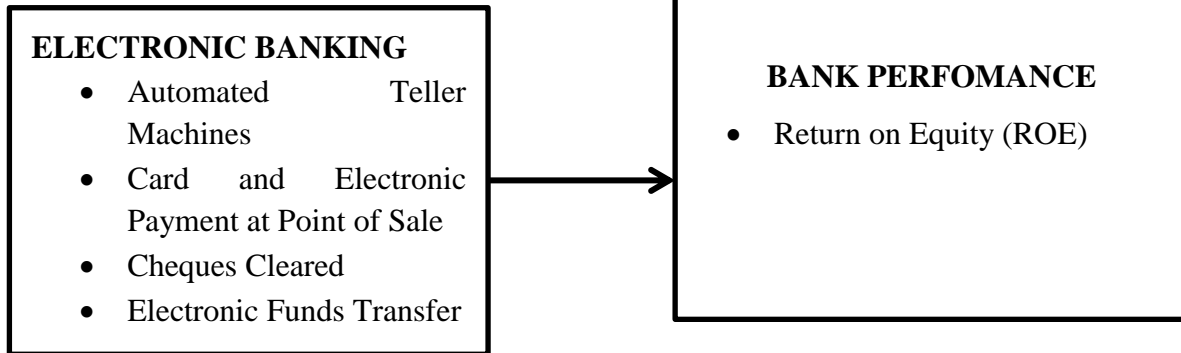 ELECTRONIC BANKING
• Automated Teller
Machines
• Card and Electronic
Payment at Point of Sale
• Cheques Cleared
• Electronic Funds Transfer
BANK PERFOMANCE
• Return on Equity (ROE)